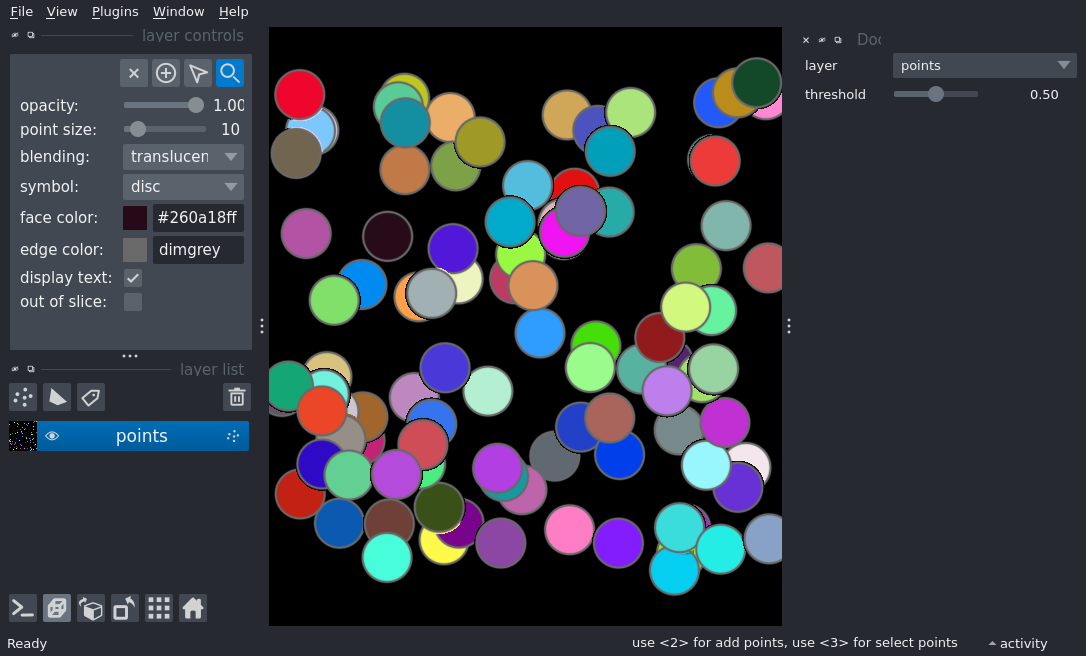 File View Plugins Window Help
layer controls
opacity: 1.00
point size: 10
blending: translucen
symbol: disc
face color: #260a18ff
edge color: dimgrey
display text:
out of slice:
layer list
points
Doc
layer points
threshold 0.50
Ready
use <2> for add points, use <3> for select points
activity